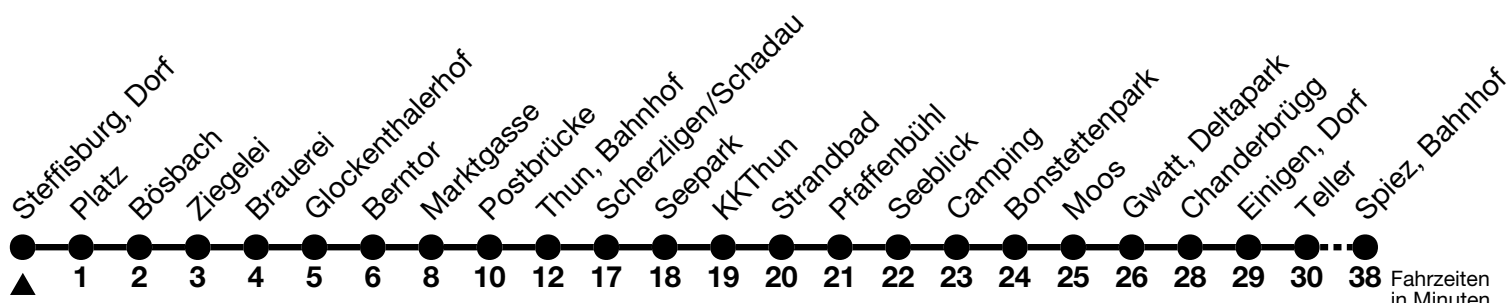 Steffisburg, Dorf
Platz
Bösbach
Ziegelei
Brauerei
Glockenthalerhof
Berntor
Marktgasse
Postbrücke
Thun, Bahnhof
Scherzligen/Schadau
Seepark
KKThun
Strandbad
Pfaffenbühl
Seeblick
Camping
Bonstettenpark
Moos
Gwatt, Deltapark
Chanderbrügg
Einigen, Dorf
Teller
Spiez, Bahnhof
1 2 3 4 5 6 8 10 12 17 18 19 20 21 22 23 24 25 26 28 29 30 38 Fahrzeiten
in Minuten